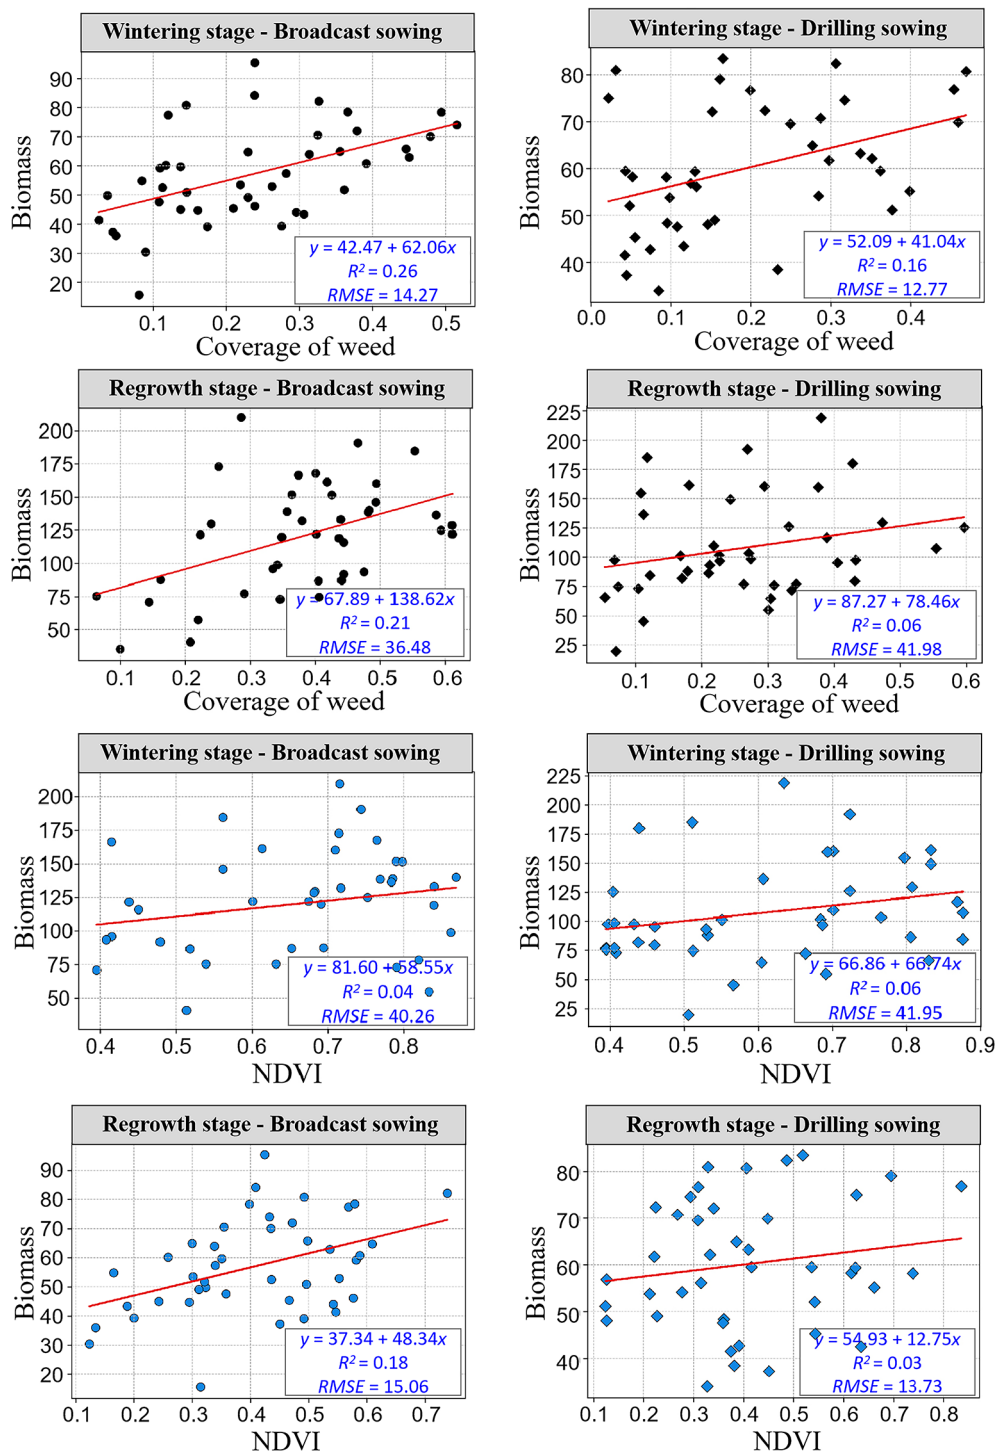 Wintering stage - Broadcast sowing
Biomass
90
80
70
60
50
40
30
20
y = 42.47 + 62.06x
R² = 0.26
RMSE = 14.27
0.1 0.2 0.3 0.4 0.5
Coverage of weed
Wintering stage - Drilling sowing
Biomass
80
70
60
50
40
y = 52.09 + 41.04x
R² = 0.16
RMSE = 12.77
0.0 0.1 0.2 0.3 0.4
Coverage of weed
Regrowth stage - Broadcast sowing
Biomass
200
175
150
125
100
75
50
y = 67.89 + 138.62x
R² = 0.21
RMSE = 36.48
0.1 0.2 0.3 0.4 0.5 0.6
Coverage of weed
Regrowth stage - Drilling sowing
Biomass
225
200
175
150
125
100
75
50
25
y = 87.27 + 78.46x
R² = 0.06
RMSE = 41.98
0.1 0.2 0.3 0.4 0.5 0.6
Coverage of weed
Wintering stage - Broadcast sowing
Biomass
200
175
150
125
100
75
50
y = 81.60 + 58.55x
R² = 0.04
RMSE = 40.26
0.4 0.5 0.6 0.7 0.8
NDVI
Wintering stage - Drilling sowing
Biomass
225
200
175
150
125
100
75
50
25
y = 66.86 + 66.74x
R² = 0.06
RMSE = 41.95
0.4 0.5 0.6 0.7 0.8 0.9
NDVI
Regrowth stage - Broadcast sowing
Biomass
90
80
70
60
50
40
30
20
y = 37.34 + 48.34x
R² = 0.18
RMSE = 15.06
0.1 0.2 0.3 0.4 0.5 0.6 0.7
NDVI
Regrowth stage - Drilling sowing
Biomass
80
70
60
50
40
y = 54.93 + 12.75x
R² = 0.03
RMSE = 13.73
0.1 0.2 0.3 0.4 0.5 0.6 0.7 0.8
NDVI